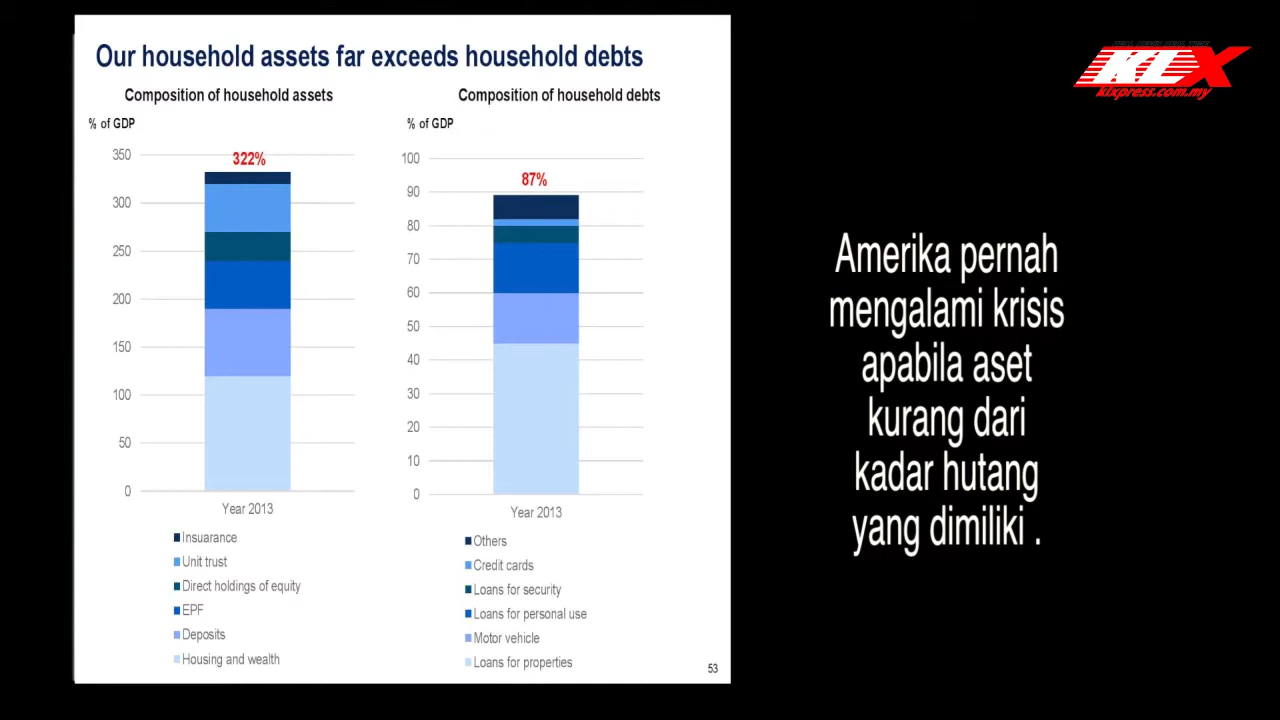 Our household assets far exceeds household debts
Composition of household assets
% of GDP
350
300
250
200
150
100
50
0
322%
Year 2013
Insuarance
Unit trust
Direct holdings of equity
EPF
Deposits
Housing and wealth
Composition of household debts
% of GDP
100
90
80
70
60
50
40
30
20
10
0
87%
Year 2013
Others
Credit cards
Loans for security
Loans for personal use
Motor vehicle
Loans for properties
53
KLX
klxpress.com.my
Amerika pernah
mengalami krisis
apabila aset
kurang dari
kadar hutang
yang dimiliki .